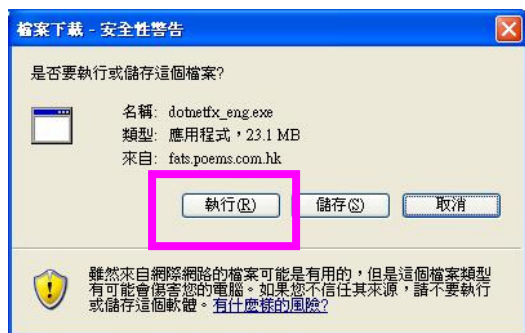 檔案下載 - 安全性警告
是否要執行或儲存這個檔案?
名稱: dotnetfx_eng.exe
類型: 應用程式,23.1 MB
來自: fats.poems.com.hk
執行(R) 儲存(S) 取消
雖然來自網際網路的檔案可能是有用的,但是這個檔案類型
有可能會傷害您的電腦。如果您不信任其來源,請不要執行
或儲存這個軟體。有什麼樣的風險?